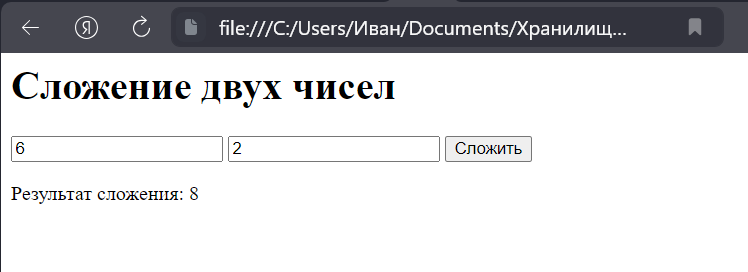 Я file:///C:/Users/Иван/Documents/Хранилищ...
Сложение двух чисел
6 2 Сложить
Результат сложения: 8